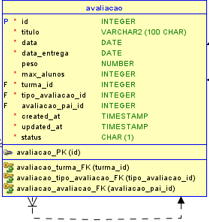 avaliacao
P * id INTEGER
* titulo VARCHAR2 (100 CHAR)
* data DATE
* data_entrega DATE
peso NUMBER
* max_alunos INTEGER
F * turma_id INTEGER
F * tipo_avaliacao_id INTEGER
F avaliacao_pai_id INTEGER
* created_at TIMESTAMP
* updated_at TIMESTAMP
* status CHAR (1)
avaliacao_PK (id)
avaliacao_turma_FK (turma_id)
avaliacao_tipo_avaliacao_FK (tipo_avaliacao_id)
avaliacao_avaliacao_FK (avaliacao_pai_id)